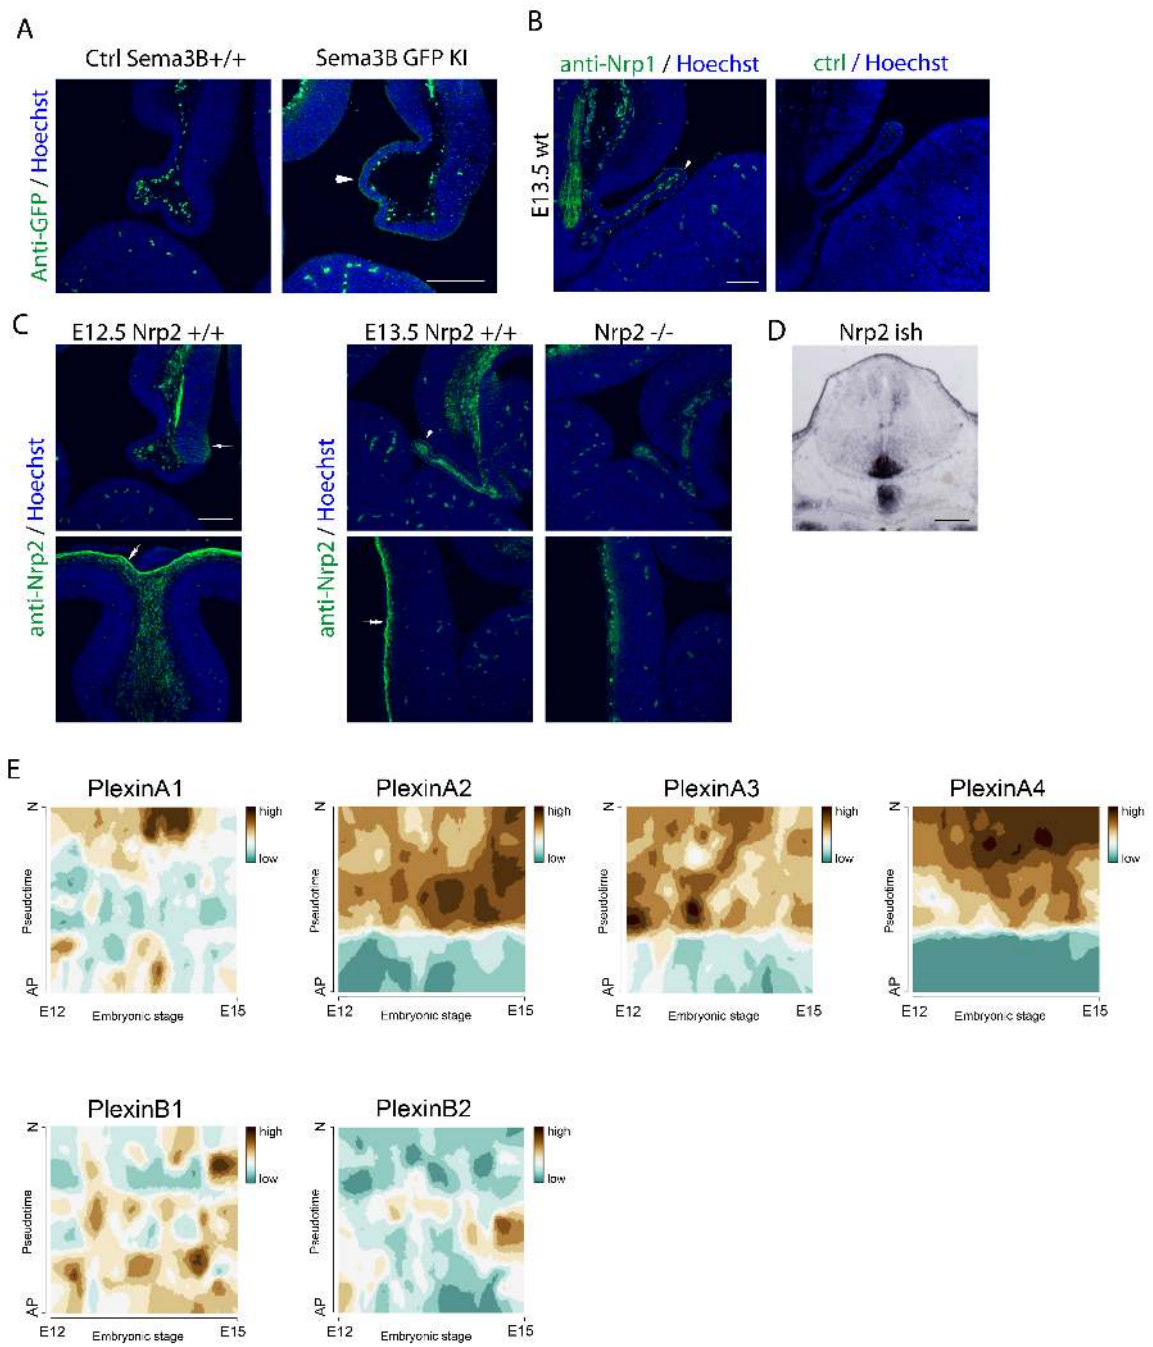 A
Ctrl Sema3B+/+
Sema3B GFP KI
Anti-GFP / Hoechst
B
anti-Nrp1 / Hoechst
ctrl / Hoechst
E13.5 wt
C
E12.5 Nrp2 +/+
E13.5 Nrp2 +/+
Nrp2 -/-
anti-Nrp2 / Hoechst
anti-Nrp2 / Hoechst
D
Nrp2 ish
E
PlexinA1
N
Pseudotime
AP
high
low
E12
Embryonic stage
E15
PlexinA2
N
Pseudotime
AP
high
low
E12
Embryonic stage
E15
PlexinA3
N
Pseudotime
AP
high
low
E12
Embryonic stage
E15
PlexinA4
N
Pseudotime
AP
high
low
E12
Embryonic stage
E15
PlexinB1
N
Pseudotime
AP
high
low
E12
Embryonic stage
E15
PlexinB2
N
Pseudotime
AP
high
low
E12
Embryonic stage
E15